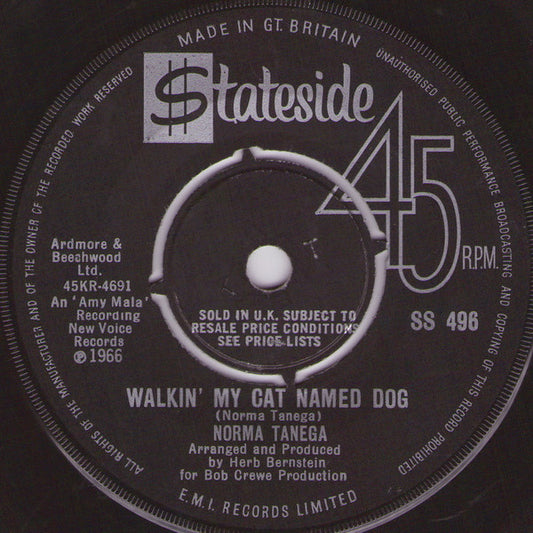 MADE IN GT. BRITAIN
$tateside
45
R.P.M.
Ardmore &
Beechwood
Ltd.
45KR-4691
An 'Amy Mala'
Recording
New Voice
Records
℗ 1966
SOLD IN U.K. SUBJECT TO
RESALE PRICE CONDITIONS
SEE PRICE LISTS
SS 496
WALKIN' MY CAT NAMED DOG
(Norma Tanega)
NORMA TANEGA
Arranged and Produced
by Herb Bernstein
for Bob Crewe Production
E.M.I. RECORDS LIMITED
ALL RIGHTS OF THE MANUFACTURER AND OF THE OWNER OF THE RECORDED WORK RESERVED
UNAUTHORISED PUBLIC PERFORMANCE BROADCASTING AND COPYING OF THIS RECORD PROHIBITED
T